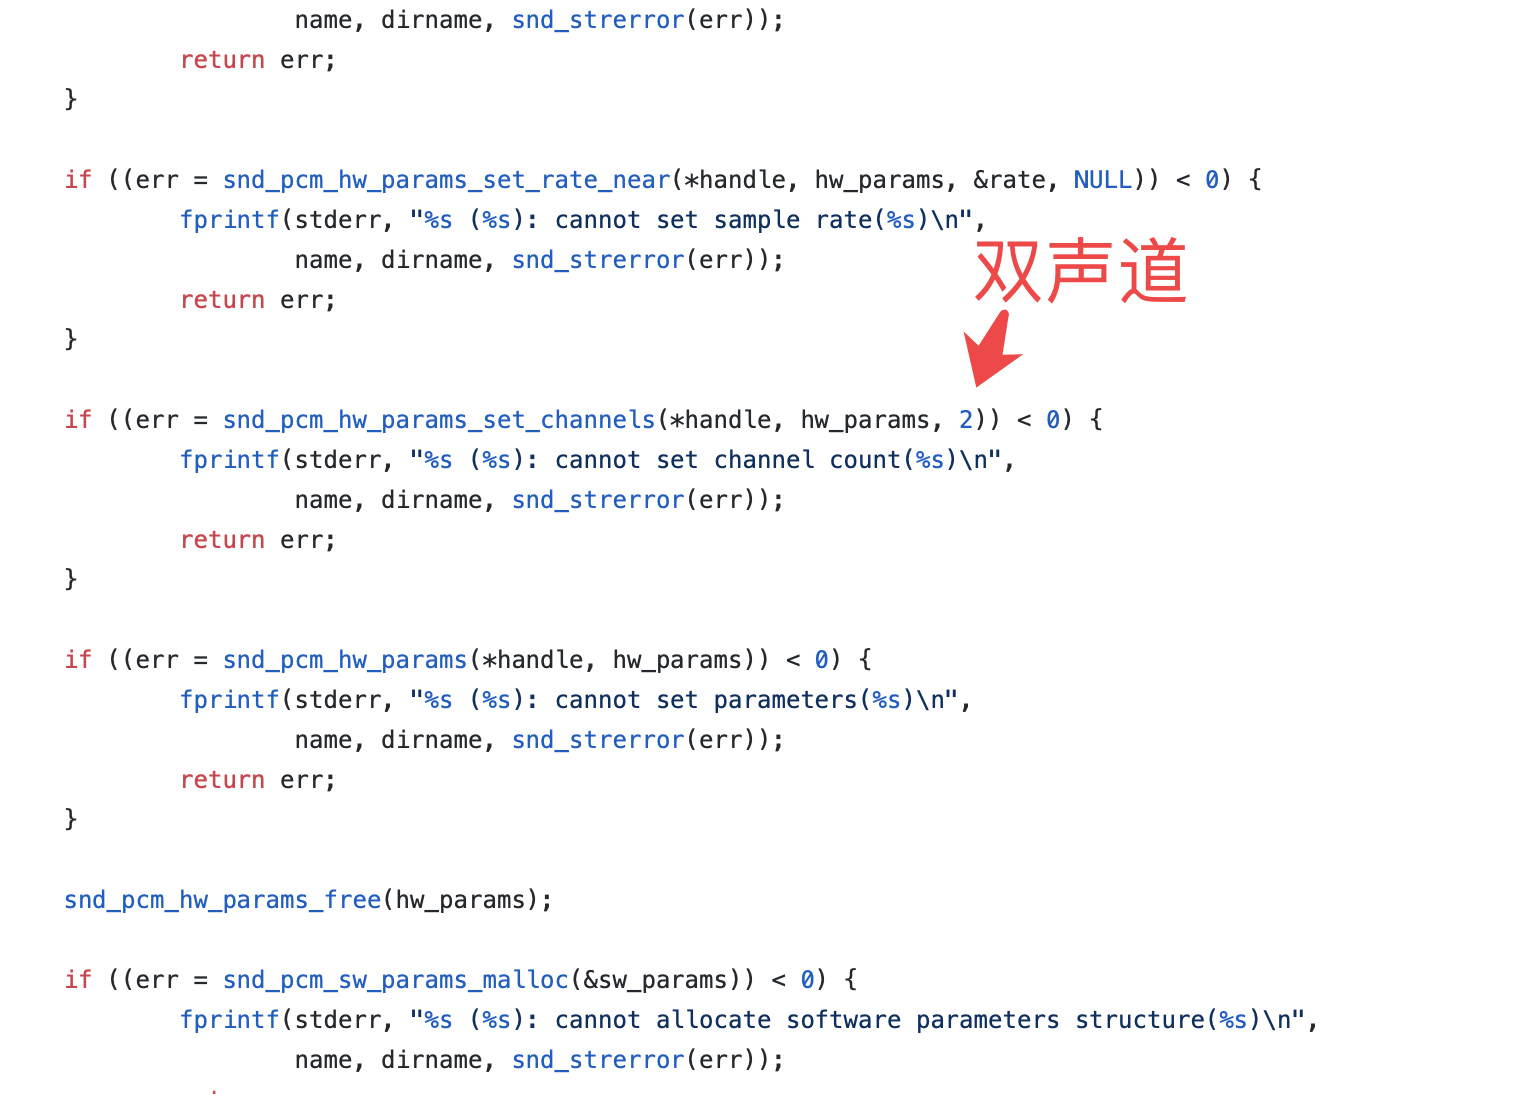 name, dirname, snd_strerror(err));
return err;
}
if ((err = snd_pcm_hw_params_set_rate_near(*handle, hw_params, &rate, NULL)) < 0) {
fprintf(stderr, "%s (%s): cannot set sample rate(%s)\n",
name, dirname, snd_strerror(err));
双声道
return err;
}
if ((err = snd_pcm_hw_params_set_channels(*handle, hw_params, 2)) < 0) {
fprintf(stderr, "%s (%s): cannot set channel count(%s)\n",
name, dirname, snd_strerror(err));
return err;
}
if ((err = snd_pcm_hw_params(*handle, hw_params)) < 0) {
fprintf(stderr, "%s (%s): cannot set parameters(%s)\n",
name, dirname, snd_strerror(err));
return err;
}
snd_pcm_hw_params_free(hw_params);
if ((err = snd_pcm_sw_params_malloc(&sw_params)) < 0) {
fprintf(stderr, "%s (%s): cannot allocate software parameters structure(%s)\n",
name, dirname, snd_strerror(err));